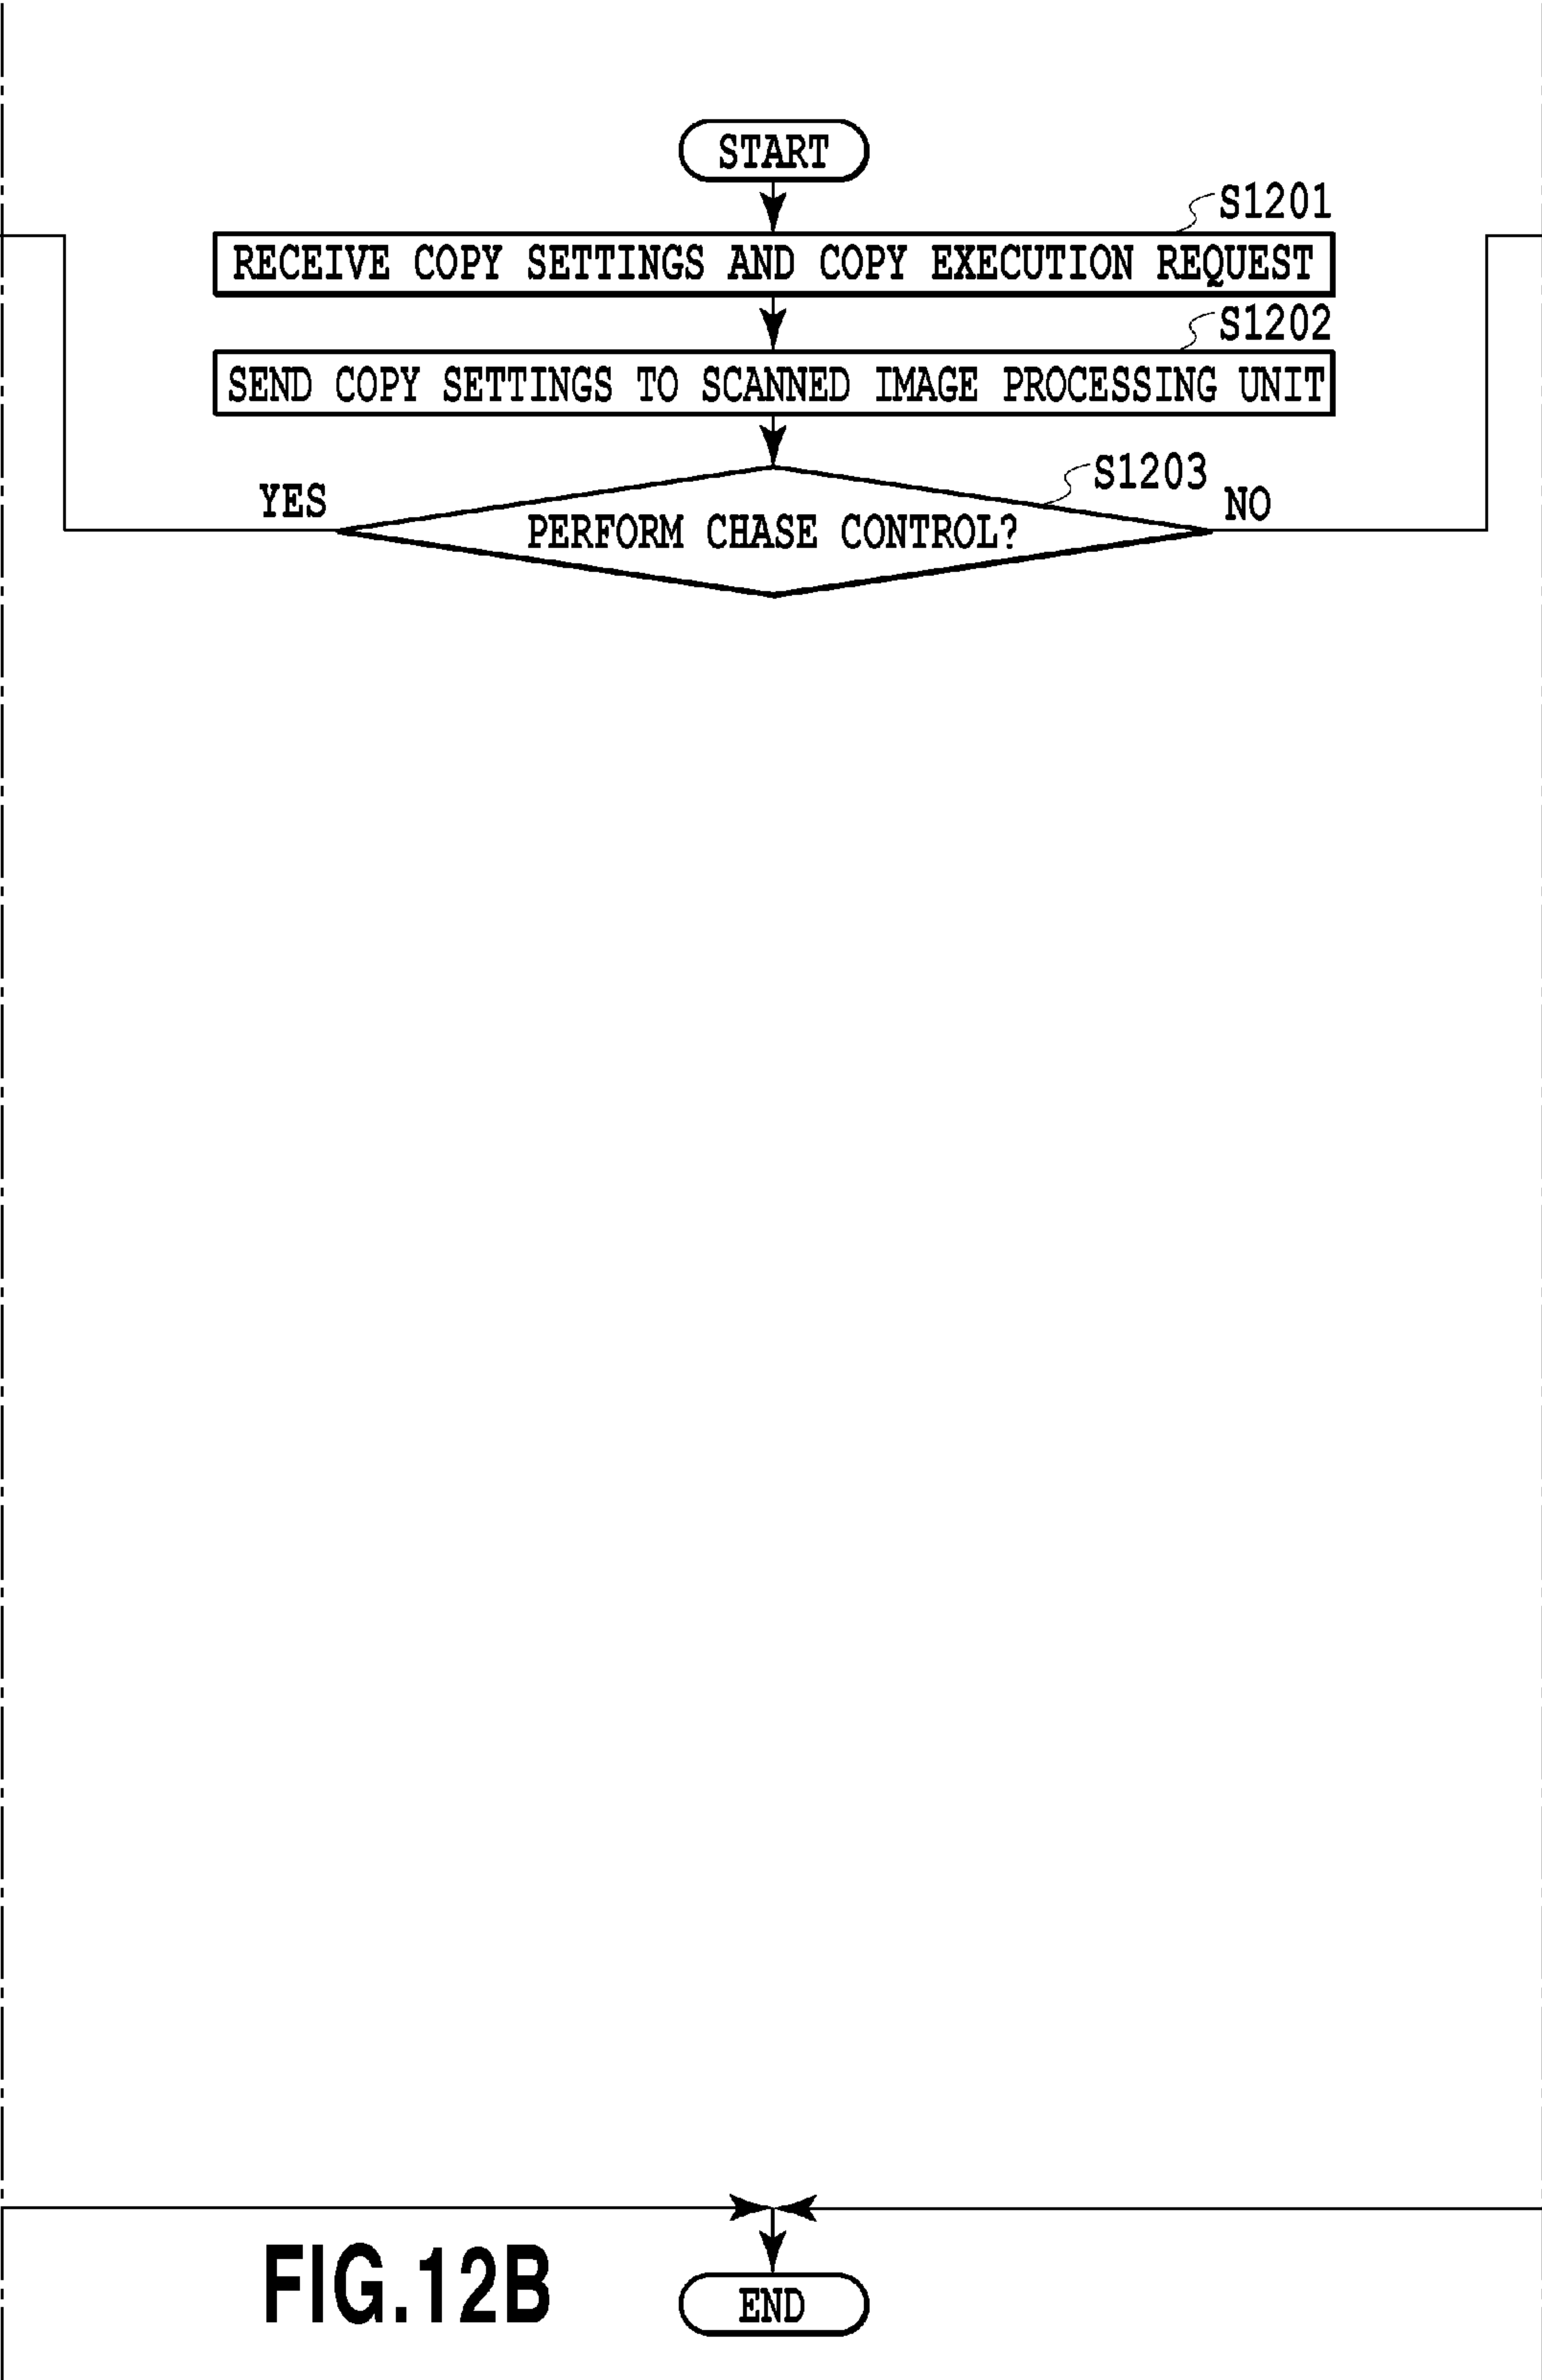 START
S1201
RECEIVE COPY SETTINGS AND COPY EXECUTION REQUEST
S1202
SEND COPY SETTINGS TO SCANNED IMAGE PROCESSING UNIT
S1203
YES
NO
PERFORM CHASE CONTROL?
FIG.12B
END